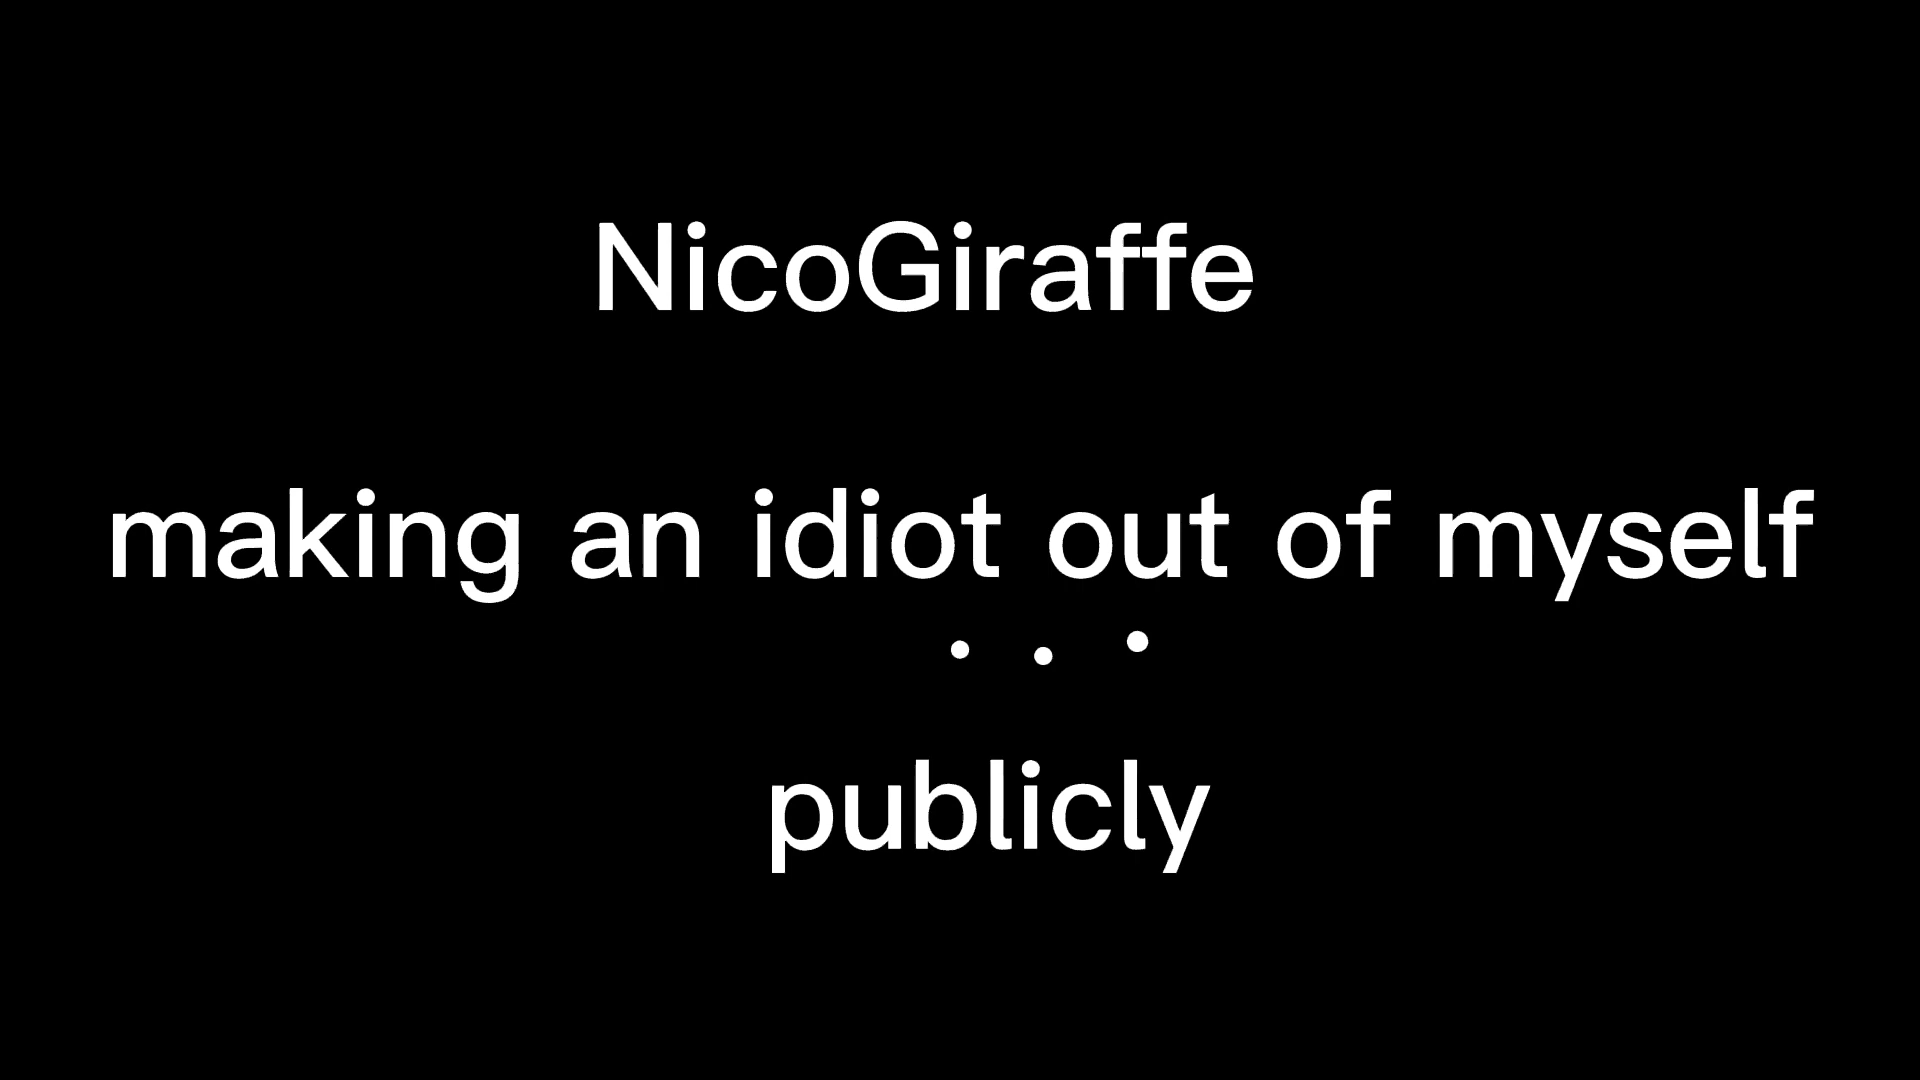 NicoGiraffe
making an idiot out of myself
. . .
publicly